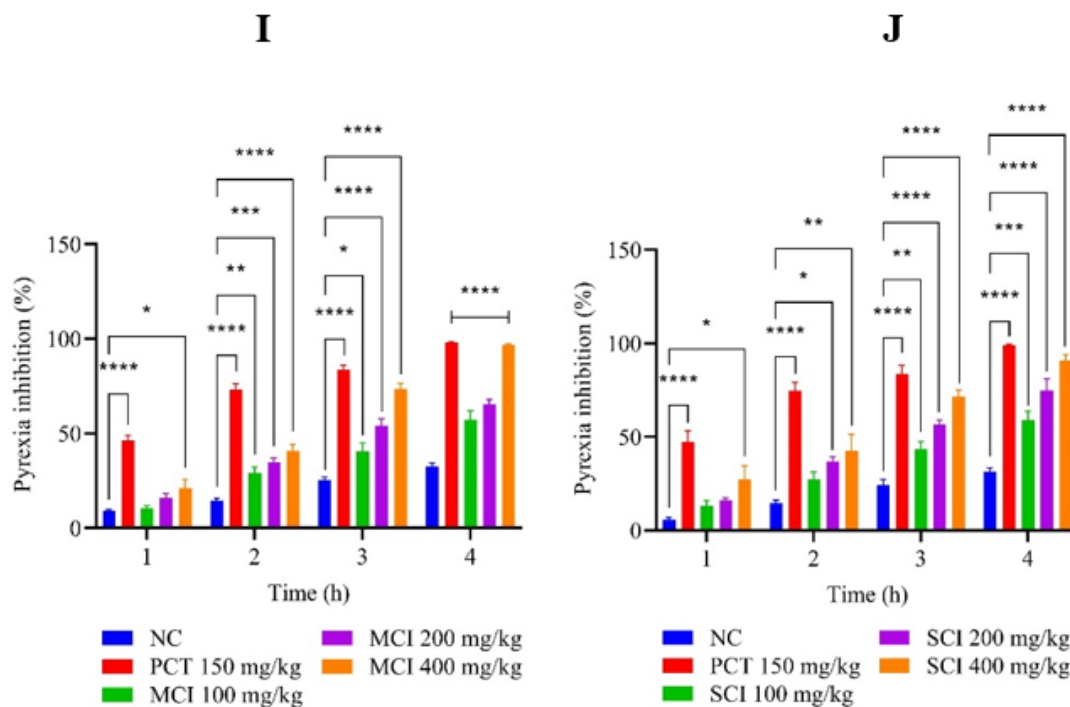 I
****
****
****
****
*
***
**
****
*
****
****
****
Pyrexia inhibition (%)
150
100
50
0
1
2
3
4
Time (h)
NC
PCT 150 mg/kg
MCI 100 mg/kg
MCI 200 mg/kg
MCI 400 mg/kg
J
****
****
****
****
***
****
**
****
**
*
****
*
****
Pyrexia inhibition (%)
150
100
50
0
1
2
3
4
Time (h)
NC
PCT 150 mg/kg
SCI 100 mg/kg
SCI 200 mg/kg
SCI 400 mg/kg